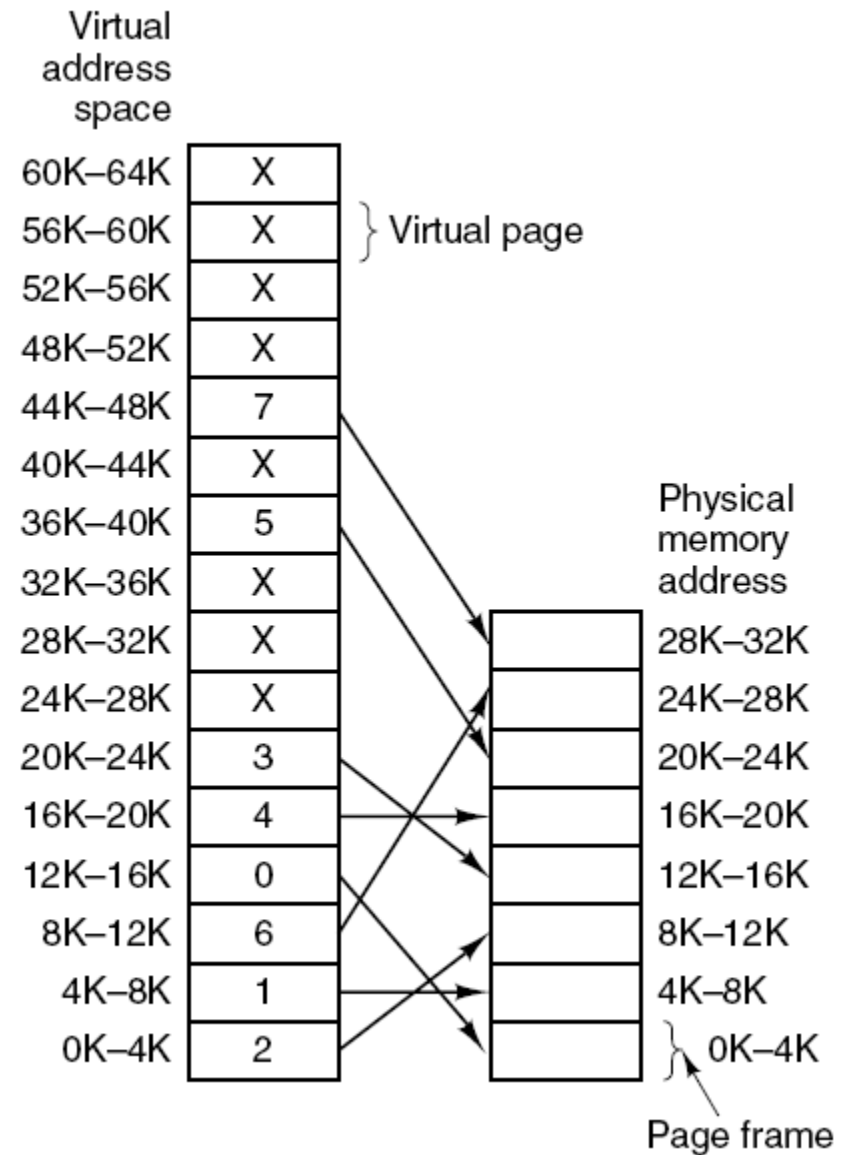 Virtual
address
space
60K–64K X
56K–60K X } Virtual page
52K–56K X
48K–52K X
44K–48K 7
40K–44K X
36K–40K 5
32K–36K X
28K–32K X
24K–28K X
20K–24K 3
16K–20K 4
12K–16K 0
8K–12K 6
4K–8K 1
0K–4K 2
Physical
memory
address
28K–32K
24K–28K
20K–24K
16K–20K
12K–16K
8K–12K
4K–8K
} 0K–4K
Page frame